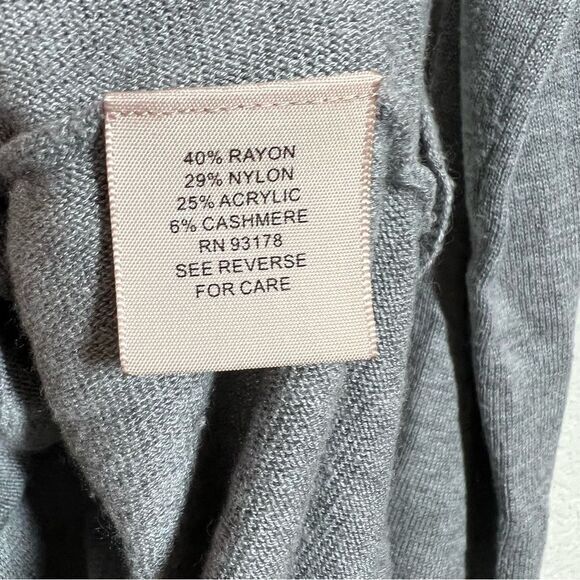 40% RAYON
29% NYLON
25% ACRYLIC
6% CASHMERE
RN 93178
SEE REVERSE
FOR CARE